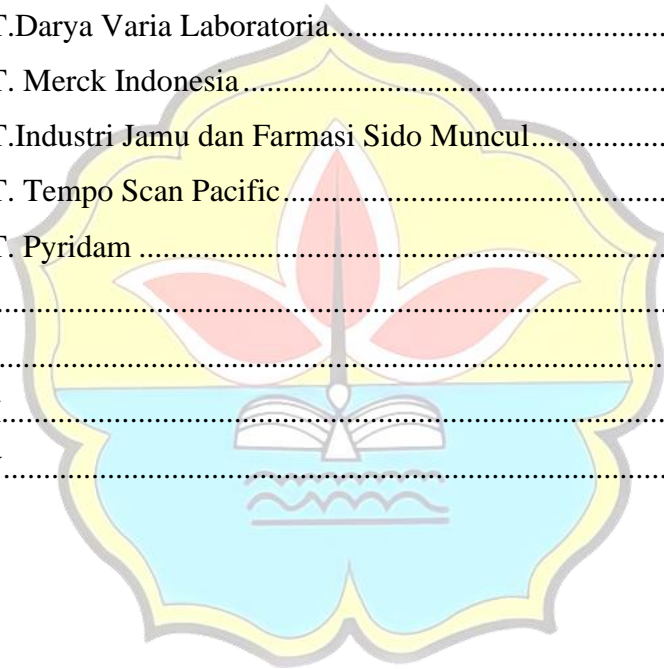 T.Darya Varia Laboratoria.......................................
T. Merck Indonesia..................................................
T.Industri Jamu dan Farmasi Sido Muncul................
T. Tempo Scan Pacific.............................................
T. Pyridam ...............................................................